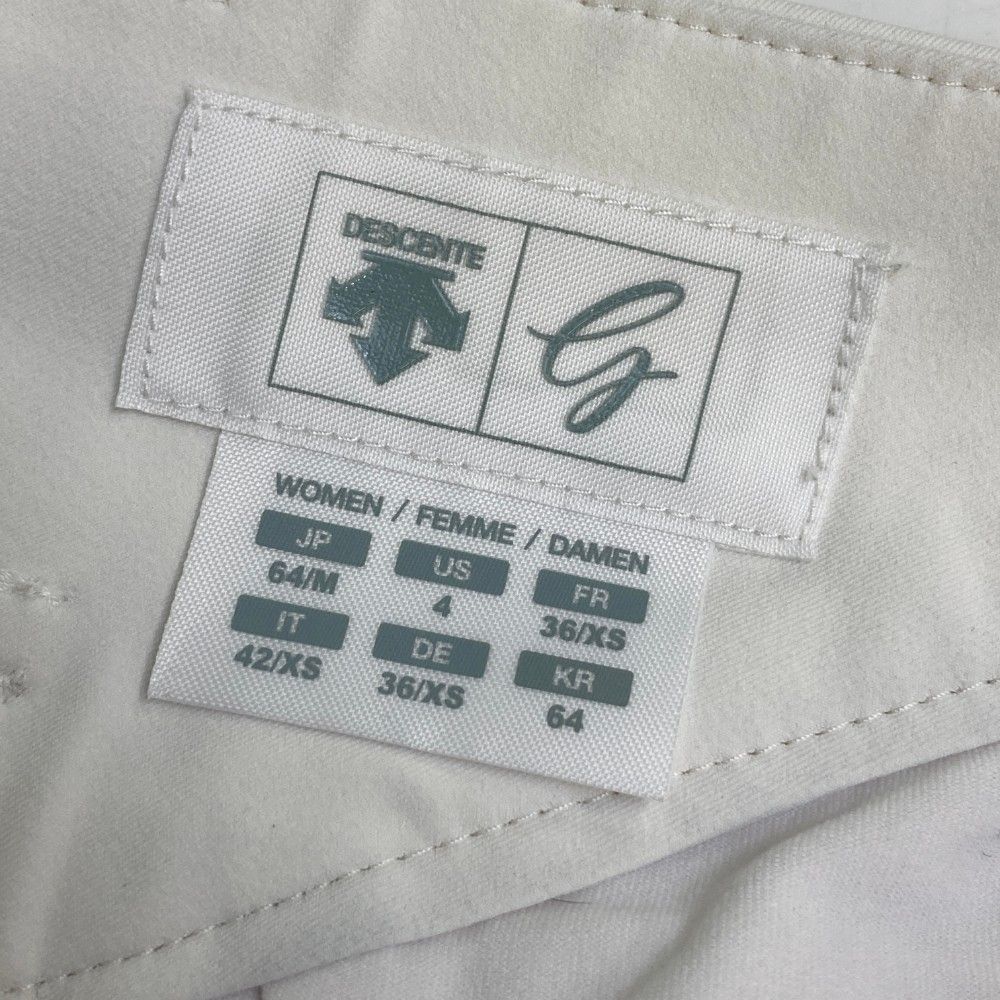 DESCENTE
G
WOMEN / FEMME / DAMEN
JP US FR
64/M 4 36/XS
IT DE KR
42/XS 36/XS 64